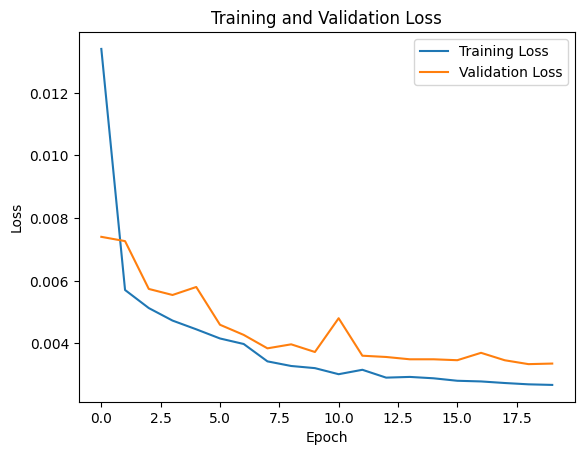 Training and Validation Loss
Training Loss
Validation Loss
0.012
0.010
0.008
0.006
0.004
Loss
0.0
2.5
5.0
7.5
10.0
12.5
15.0
17.5
Epoch